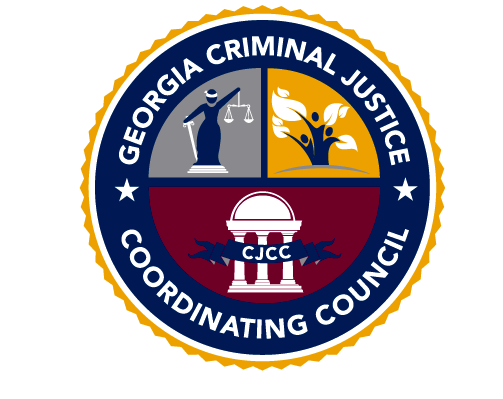 GEORGIA CRIMINAL JUSTICE
CJCC
COORDINATING COUNCIL